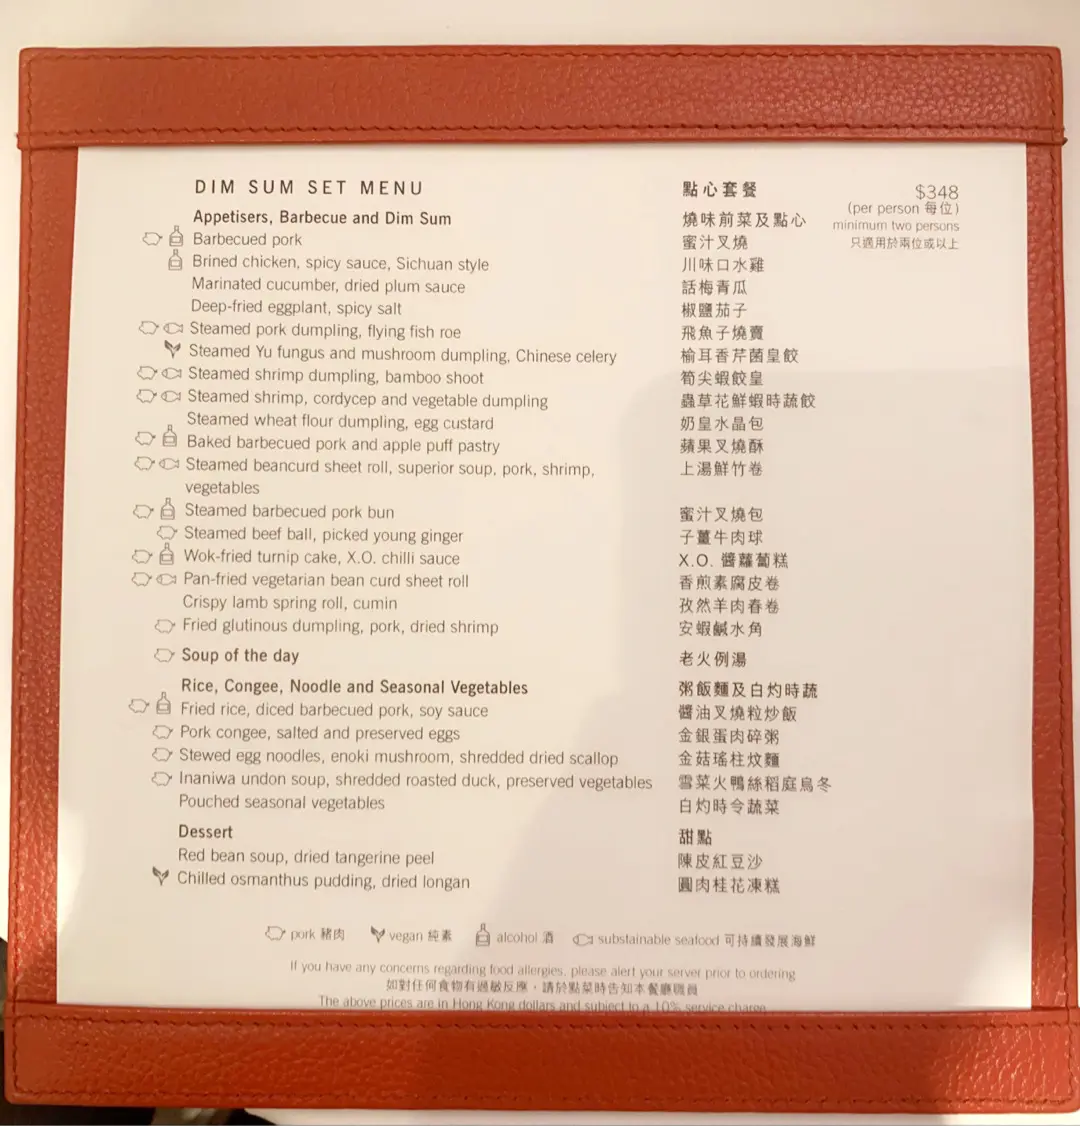 DIM SUM SET MENU 點心套餐 $348
(per person 每位)
Appetisers, Barbecue and Dim Sum 燒味前菜及點心 minimum two persons
Barbecued pork 蜜汁叉燒 只適用於兩位或以上
Brined chicken, spicy sauce, Sichuan style 川味口水雞
Marinated cucumber, dried plum sauce 話梅青瓜
Deep-fried eggplant, spicy salt 椒鹽茄子
Steamed pork dumpling, flying fish roe 飛魚子燒賣
Steamed Yu fungus and mushroom dumpling, Chinese celery 榆耳香芹菌皇餃
Steamed shrimp dumpling, bamboo shoot 筍尖蝦餃皇
Steamed shrimp, cordycep and vegetable dumpling 蟲草花鮮蝦時蔬餃
Steamed wheat flour dumpling, egg custard 奶皇水晶包
Baked barbecued pork and apple puff pastry 蘋果叉燒酥
Steamed beancurd sheet roll, superior soup, pork, shrimp, 上湯鮮竹卷
vegetables
Steamed barbecued pork bun 蜜汁叉燒包
Steamed beef ball, picked young ginger 子薑牛肉球
Wok-fried turnip cake, X.O. chilli sauce X.O. 醬蘿蔔糕
Pan-fried vegetarian bean curd sheet roll 香煎素腐皮卷
Crispy lamb spring roll, cumin 孜然羊肉春卷
Fried glutinous dumpling, pork, dried shrimp 安蝦鹹水角
Soup of the day 老火例湯
Rice, Congee, Noodle and Seasonal Vegetables 粥飯麵及白灼時蔬
Fried rice, diced barbecued pork, soy sauce 醬油叉燒粒炒飯
Pork congee, salted and preserved eggs 金銀蛋肉碎粥
Stewed egg noodles, enoki mushroom, shredded dried scallop 金菇瑤柱炆麵
Inaniwa undon soup, shredded roasted duck, preserved vegetables 雪菜火鴨絲稻庭烏冬
Pouched seasonal vegetables 白灼時令蔬菜
Dessert 甜點
Red bean soup, dried tangerine peel 陳皮紅豆沙
Chilled osmanthus pudding, dried longan 圓肉桂花凍糕
pork 豬肉 vegan 純素 alcohol 酒 substainable seafood 可持續發展海鮮
If you have any concerns regarding food allergies, please alert your server prior to ordering
如對任何食物有過敏反應，請於點菜時告知本餐廳職員
The above prices are in Hong Kong dollars and subject to a 10% service charge